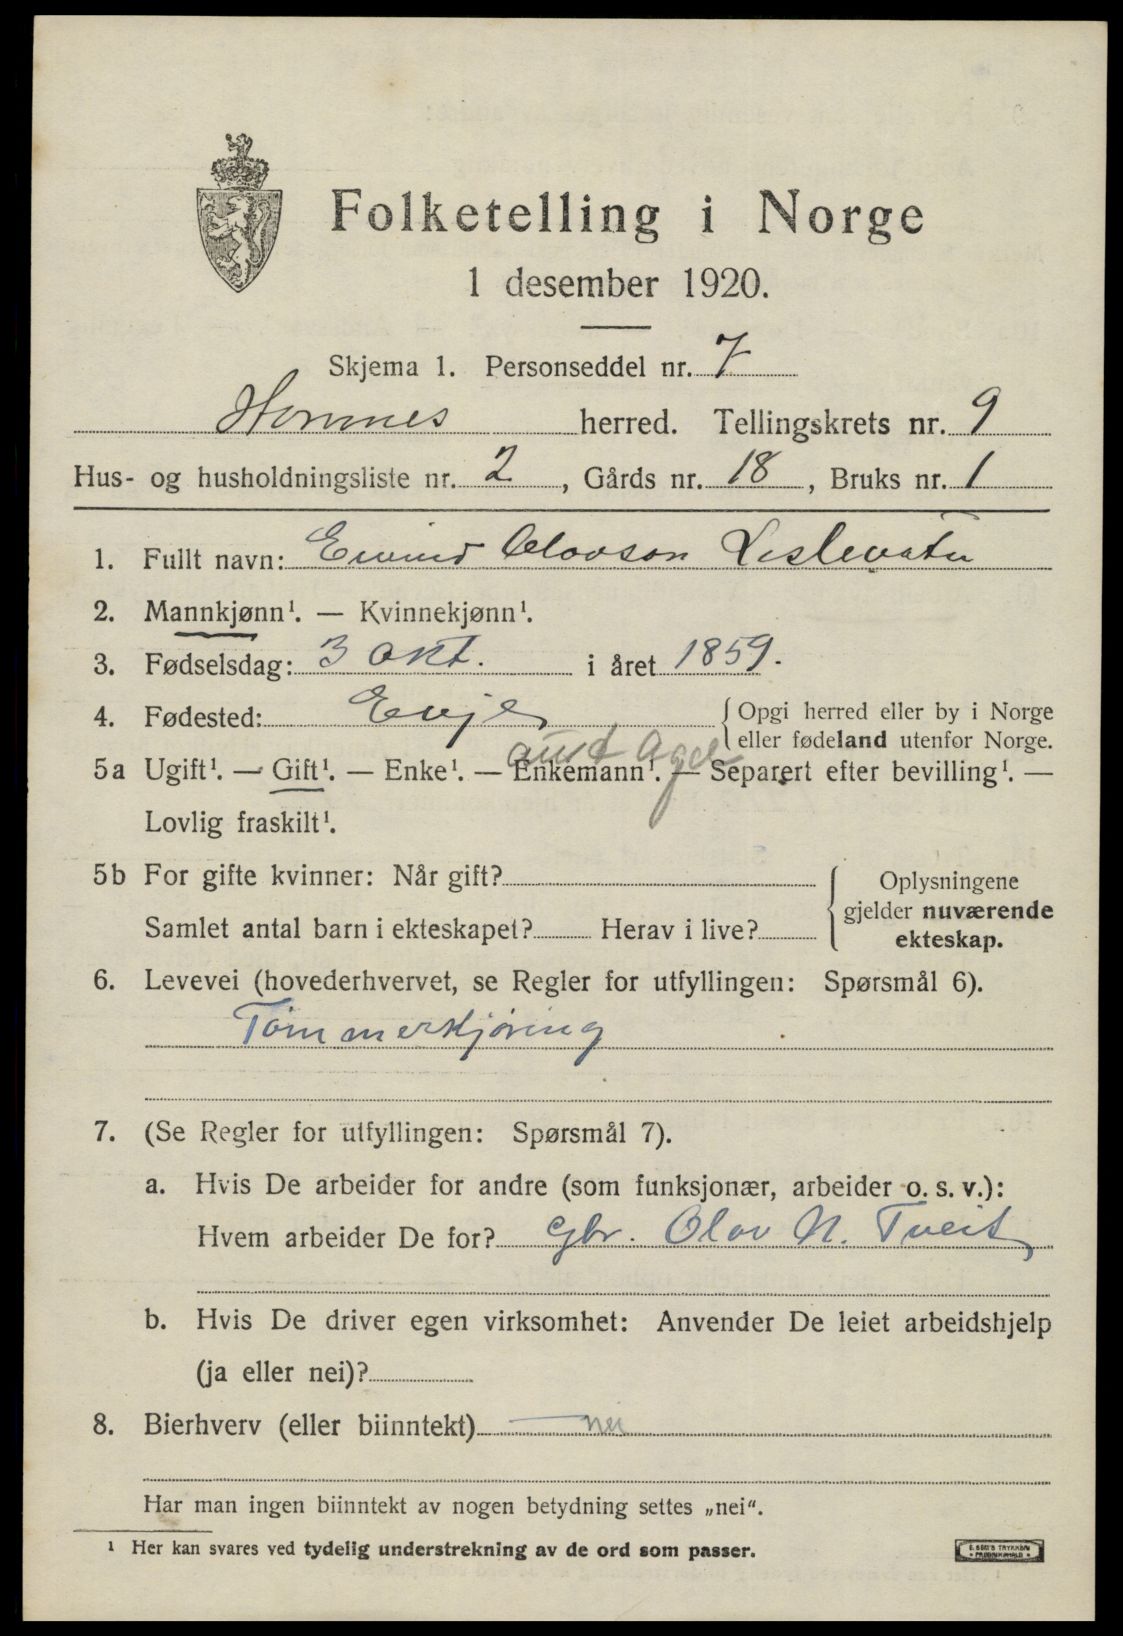 Folketelling i Norge
1 desember 1920.
Skjema 1. Personseddel nr. 7
Hornnes herred. Tellingskrets nr. 9
Hus- og husholdningsliste nr. 2, Gårds nr. 18, Bruks nr. 1
1. Fullt navn: Eivind Olovson Lislevatn
2. Mannkjønn¹. — Kvinnekjønn¹.
3. Fødselsdag: 3 okt. i året 1859.
4. Fødested: Evje { Opgi herred eller by i Norge
eller fødeland utenfor Norge.
aust Agder
5a Ugift¹. — Gift¹. — Enke¹. — Enkemann¹. — Separert efter bevilling¹. —
Lovlig fraskilt¹.
5b For gifte kvinner: Når gift?
Samlet antal barn i ekteskapet? Herav i live?
{ Oplysningene
gjelder nuværende
ekteskap.
6. Levevei (hovederhvervet, se Regler for utfyllingen: Spørsmål 6).
Tömmerkjøring
7. (Se Regler for utfyllingen: Spørsmål 7).
a. Hvis De arbeider for andre (som funksjonær, arbeider o. s. v.):
Hvem arbeider De for? gbr. Olav N. Tveit
b. Hvis De driver egen virksomhet: Anvender De leiet arbeidshjelp
(ja eller nei)?
8. Bierhverv (eller biinntekt) nei
Har man ingen biinntekt av nogen betydning settes „nei“.
¹ Her kan svares ved tydelig understrekning av de ord som passer.